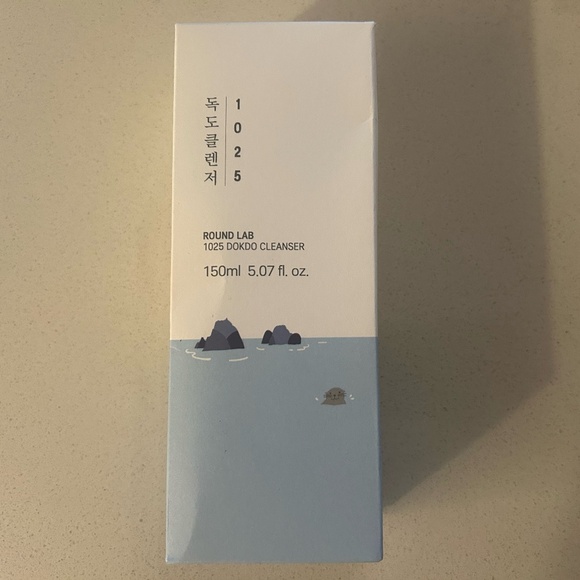 독도클렌저
1025
ROUND LAB
1025 DOKDO CLEANSER
150ml 5.07 fl. oz.